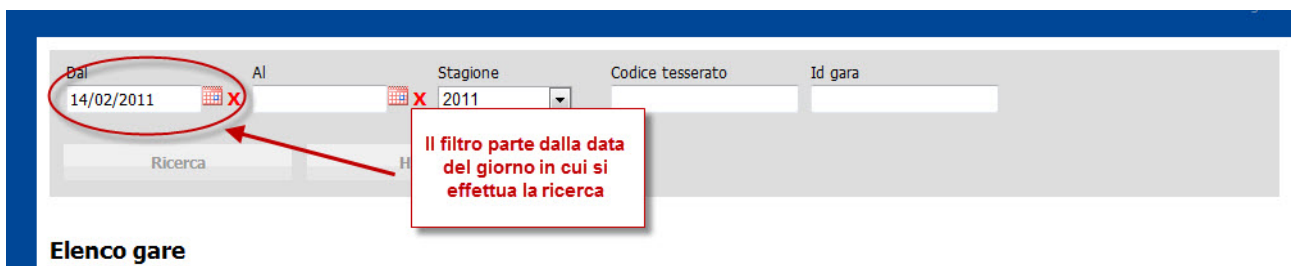 Dal Al Stagione Codice tesserato Id gara
14/02/2011 X X 2011
Il filtro parte dalla data
del giorno in cui si
effettua la ricerca
Ricerca H
Elenco gare